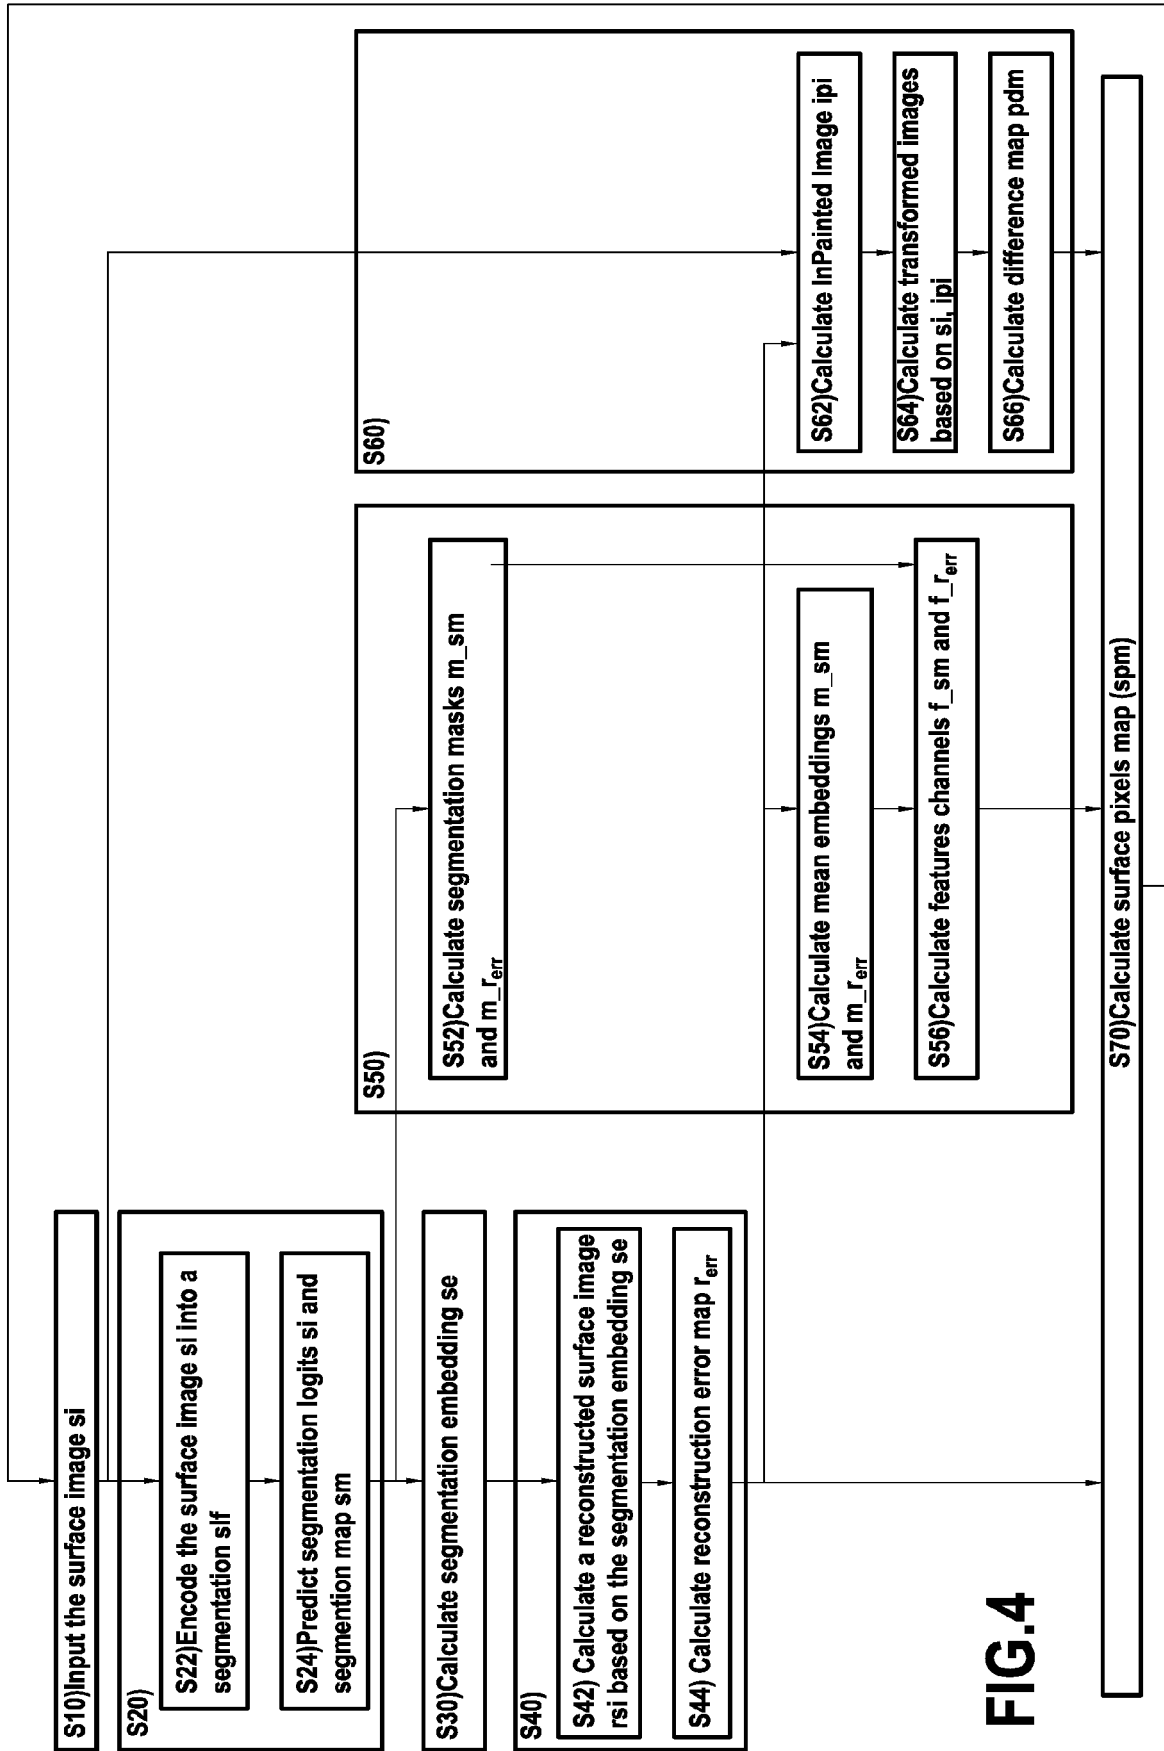 S10)Input the surface image si
S20)
S22)Encode the surface image si into a
segmentation slf
S24)Predict segmentation logits si and
segmention map sm
S30)Calculate segmentation embedding se
S40)
S42) Calculate a reconstructed surface image
rsi based on the segmentation embedding se
S44) Calculate reconstruction error map rerr
S50)
S52)Calculate segmentation masks m_sm
and m_rerr
S54)Calculate mean embeddings m_sm
and m_rerr
S56)Calculate features channels f_sm and f_rerr
S60)
S62)Calculate InPainted Image ipi
S64)Calculate transformed images
based on si, ipi
S66)Calculate difference map pdm
S70)Calculate surface pixels map (spm)
FIG.4